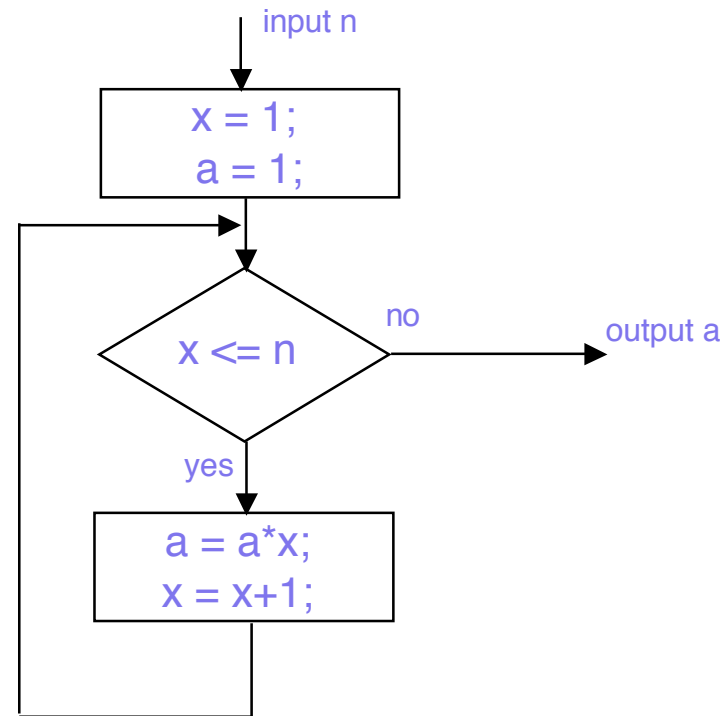 input n
x = 1;
a = 1;
x <= n
no
output a
yes
a = a*x;
x = x+1;